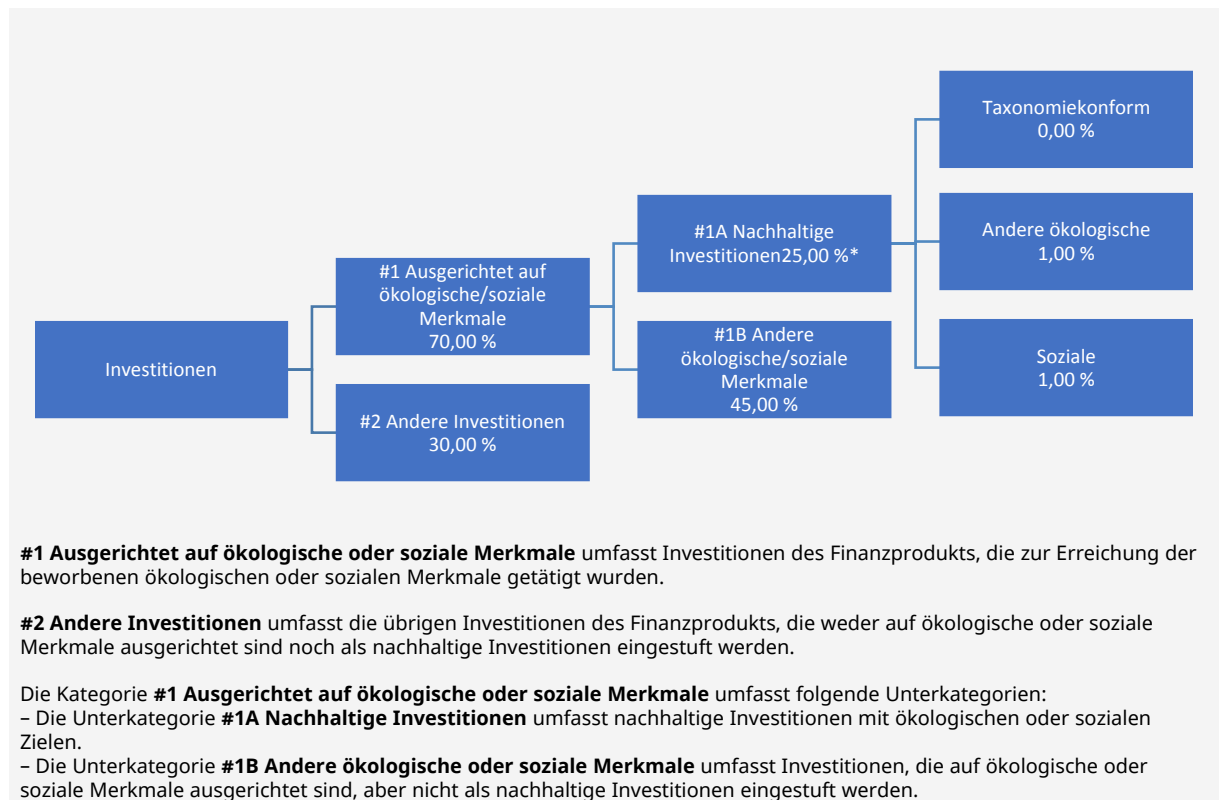 Investitionen
#1 Ausgerichtet auf
ökologische/soziale
Merkmale
70,00 %
#2 Andere Investitionen
30,00 %
#1A Nachhaltige
Investitionen25,00 %*
#1B Andere
ökologische/soziale
Merkmale
45,00 %
Taxonomiekonform
0,00 %
Andere ökologische
1,00 %
Soziale
1,00 %
#1 Ausgerichtet auf ökologische oder soziale Merkmale umfasst Investitionen des Finanzprodukts, die zur Erreichung der
beworbenen ökologischen oder sozialen Merkmale getätigt wurden.
#2 Andere Investitionen umfasst die übrigen Investitionen des Finanzprodukts, die weder auf ökologische oder soziale
Merkmale ausgerichtet sind noch als nachhaltige Investitionen eingestuft werden.
Die Kategorie #1 Ausgerichtet auf ökologische oder soziale Merkmale umfasst folgende Unterkategorien:
– Die Unterkategorie #1A Nachhaltige Investitionen umfasst nachhaltige Investitionen mit ökologischen oder sozialen
Zielen.
– Die Unterkategorie #1B Andere ökologische oder soziale Merkmale umfasst Investitionen, die auf ökologische oder
soziale Merkmale ausgerichtet sind, aber nicht als nachhaltige Investitionen eingestuft werden.